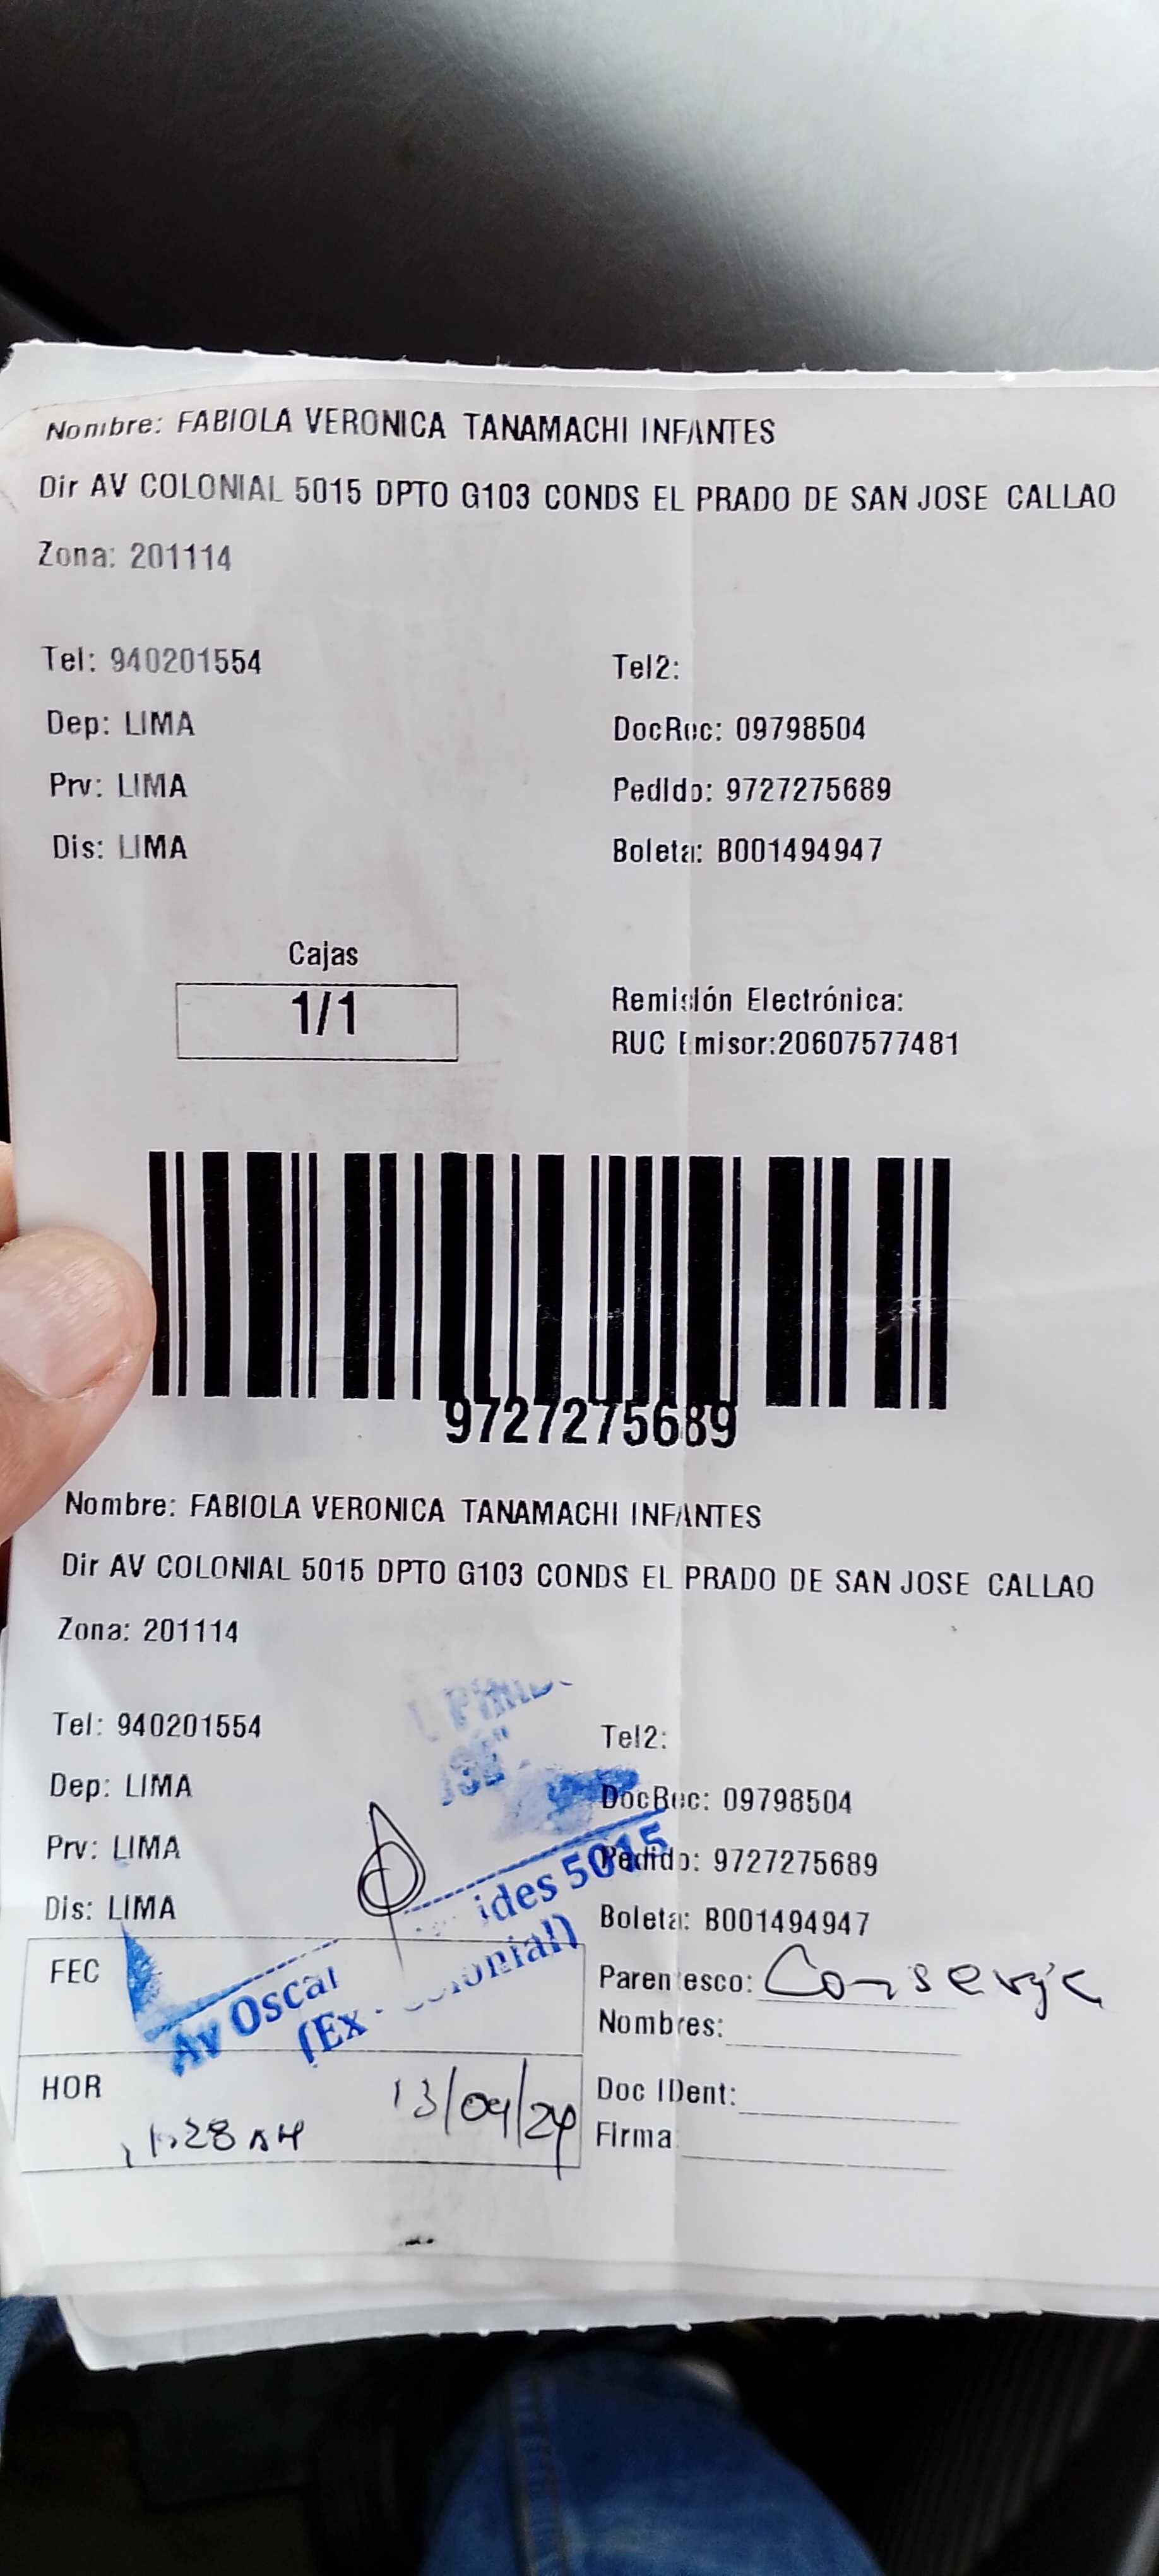 Nombre: FABIOLA VERONICA TANAMACHI INFANTES
Dir AV COLONIAL 5015 DPTO G103 CONDS EL PRADO DE SAN JOSE CALLAO
Zona: 201114
Tel: 940201554 Tel2:
Dep: LIMA DocRec: 09798504
Prv: LIMA Pedido: 9727275689
Dis: LIMA Boleta: B001494947
Cajas
1/1
Remisión Electrónica:
RUC Emisor:20607577481
9727275689
Nombre: FABIOLA VERONICA TANAMACHI INFANTES
Dir AV COLONIAL 5015 DPTO G103 CONDS EL PRADO DE SAN JOSE CALLAO
Zona: 201114
Tel: 940201554 Tel2:
Dep: LIMA DocRec: 09798504
Prv: LIMA Pedido: 9727275689
Dis: LIMA Boleta: B001494947
Av Oscar ides 5015
(Ex - Colonial)
FEC
Parentesco: Conserje
Nombres:
HOR 13/04/24
Doc IDent:
Firma